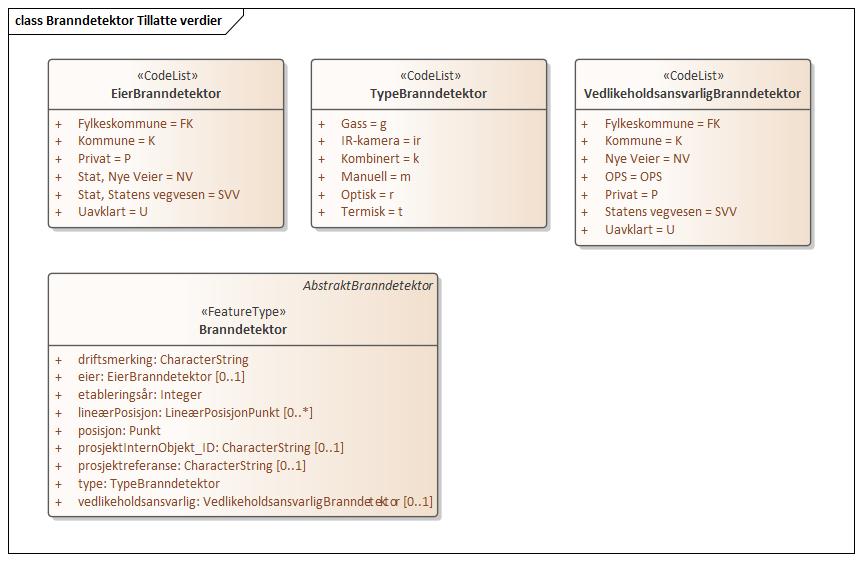 class Branndetektor Tillatte verdier
«CodeList»
EierBranndetektor
+ Fylkeskommune = FK
+ Kommune = K
+ Privat = P
+ Stat, Nye Veier = NV
+ Stat, Statens vegvesen = SVV
+ Uavklart = U
«CodeList»
TypeBranndetektor
+ Gass = g
+ IR-kamera = ir
+ Kombinert = k
+ Manuell = m
+ Optisk = r
+ Termisk = t
«CodeList»
VedlikeholdsansvarligBranndetektor
+ Fylkeskommune = FK
+ Kommune = K
+ Nye Veier = NV
+ OPS = OPS
+ Privat = P
+ Statens vegvesen = SVV
+ Uavklart = U
AbstraktBranndetektor
«FeatureType»
Branndetektor
+ driftsmerking: CharacterString
+ eier: EierBranndetektor [0..1]
+ etableringsår: Integer
+ lineærPosisjon: LineærPosisjonPunkt [0..*]
+ posisjon: Punkt
+ prosjektInternObjekt_ID: CharacterString [0..1]
+ prosjektreferanse: CharacterString [0..1]
+ type: TypeBranndetektor
+ vedlikeholdsansvarlig: VedlikeholdsansvarligBranndetektor [0..1]